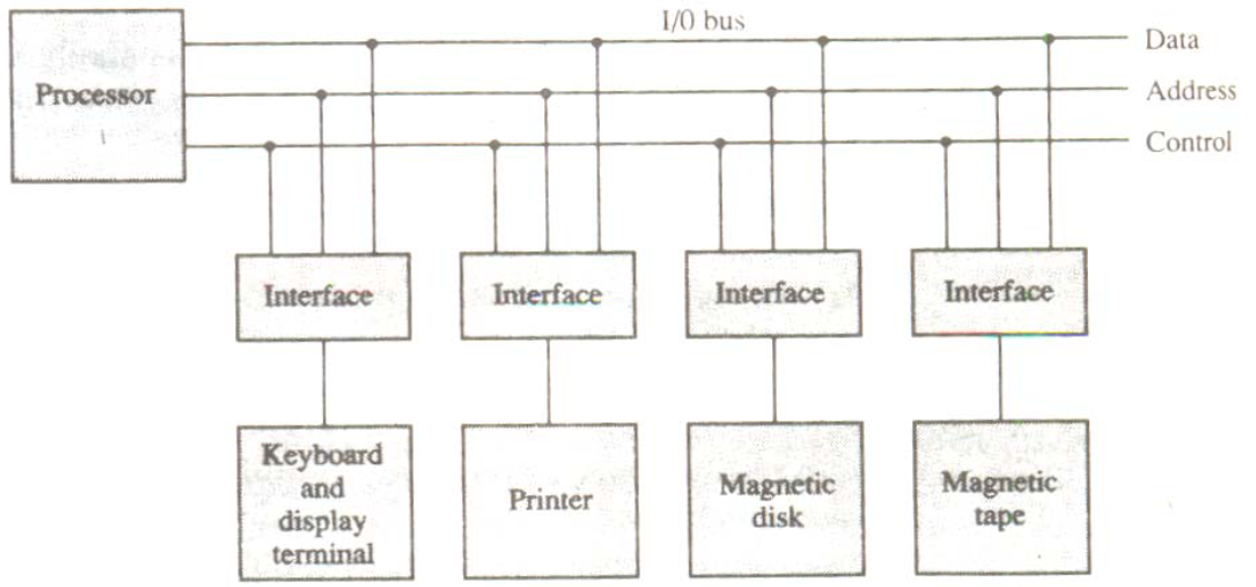 I/0 bus
Data
Processor
Address
Control
Interface
Interface
Interface
Interface
Keyboard
and
display
terminal
Printer
Magnetic
disk
Magnetic
tape